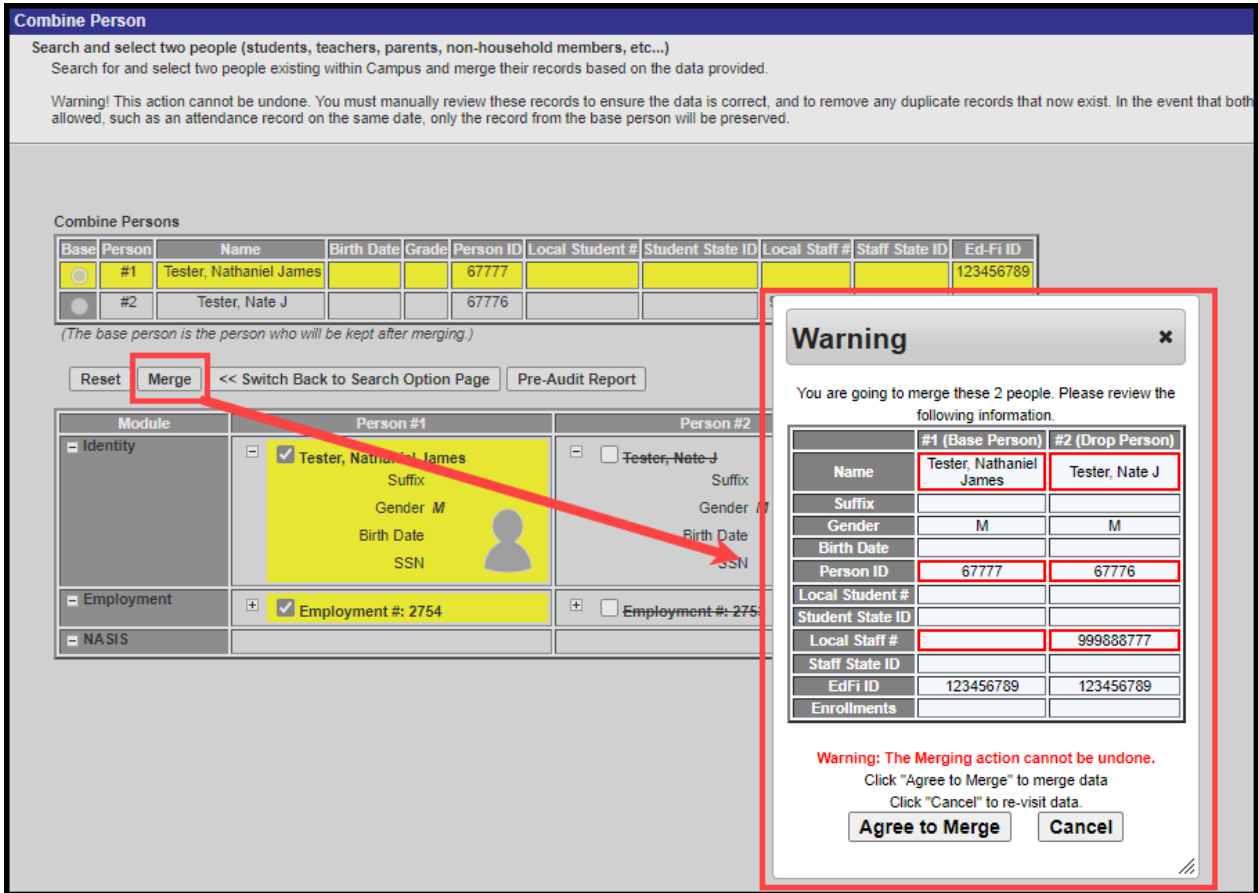 Combine Person
Search and select two people (students, teachers, parents, non-household members, etc...)
Search for and select two people existing within Campus and merge their records based on the data provided.
Warning! This action cannot be undone. You must manually review these records to ensure the data is correct, and to remove any duplicate records that now exist. In the event that both
allowed, such as an attendance record on the same date, only the record from the base person will be preserved.
Combine Persons
Base Person Name Birth Date Grade Person ID Local Student # Student State ID Local Staff # Staff State ID Ed-Fi ID
#1 Tester, Nathaniel James 67777 123456789
#2 Tester, Nate J 67776
(The base person is the person who will be kept after merging.)
Reset Merge << Switch Back to Search Option Page Pre-Audit Report
Module Person #1 Person #2
Identity Tester, Nathaniel James Tester, Nate J
Suffix Suffix
Gender M Gender M
Birth Date Birth Date
SSN SSN
Employment Employment #: 2754 Employment #:
NASIS
Warning
You are going to merge these 2 people. Please review the
following information.
#1 (Base Person) #2 (Drop Person)
Name Tester, Nathaniel James Tester, Nate J
Suffix
Gender M M
Birth Date
Person ID 67777 67776
Local Student #
Student State ID
Local Staff # 999888777
Staff State ID
EdFi ID 123456789 123456789
Enrollments
Warning: The Merging action cannot be undone.
Click "Agree to Merge" to merge data
Click "Cancel" to re-visit data.
Agree to Merge Cancel